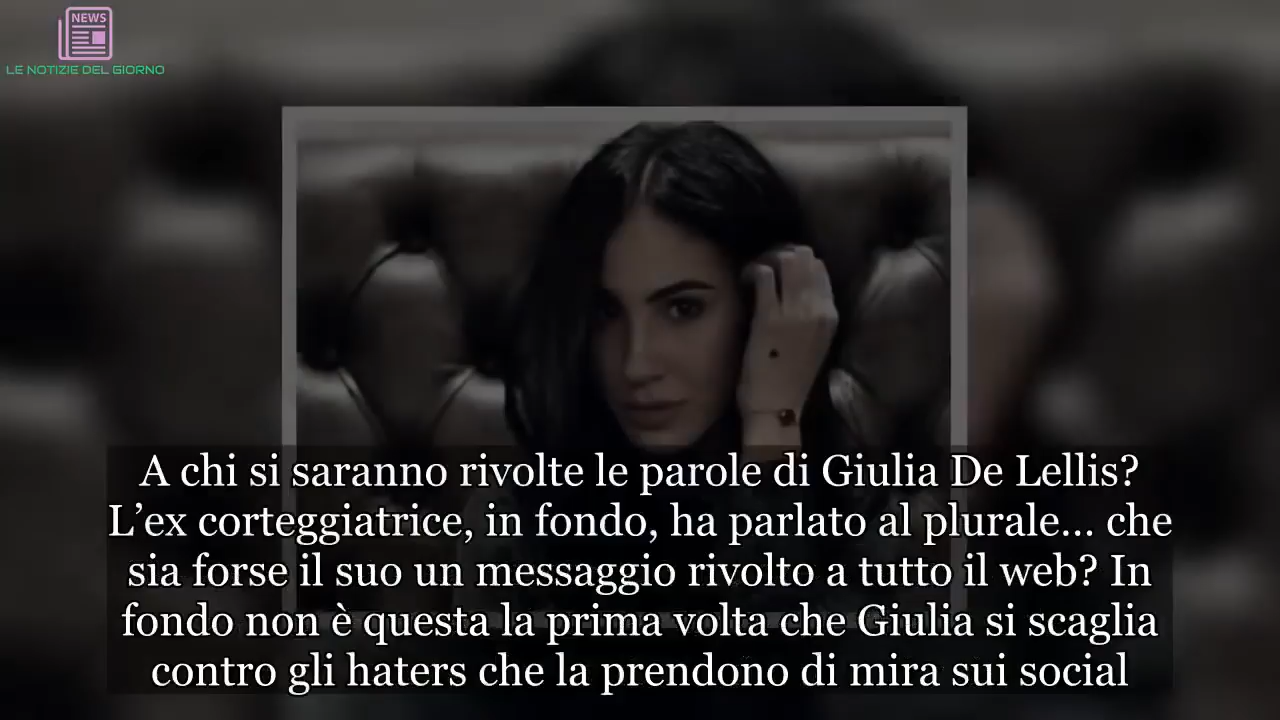 NEWS
LE NOTIZIE DEL GIORNO
A chi si saranno rivolte le parole di Giulia De Lellis?
L’ex corteggiatrice, in fondo, ha parlato al plurale... che
sia forse il suo un messaggio rivolto a tutto il web? In
fondo non è questa la prima volta che Giulia si scaglia
contro gli haters che la prendono di mira sui social